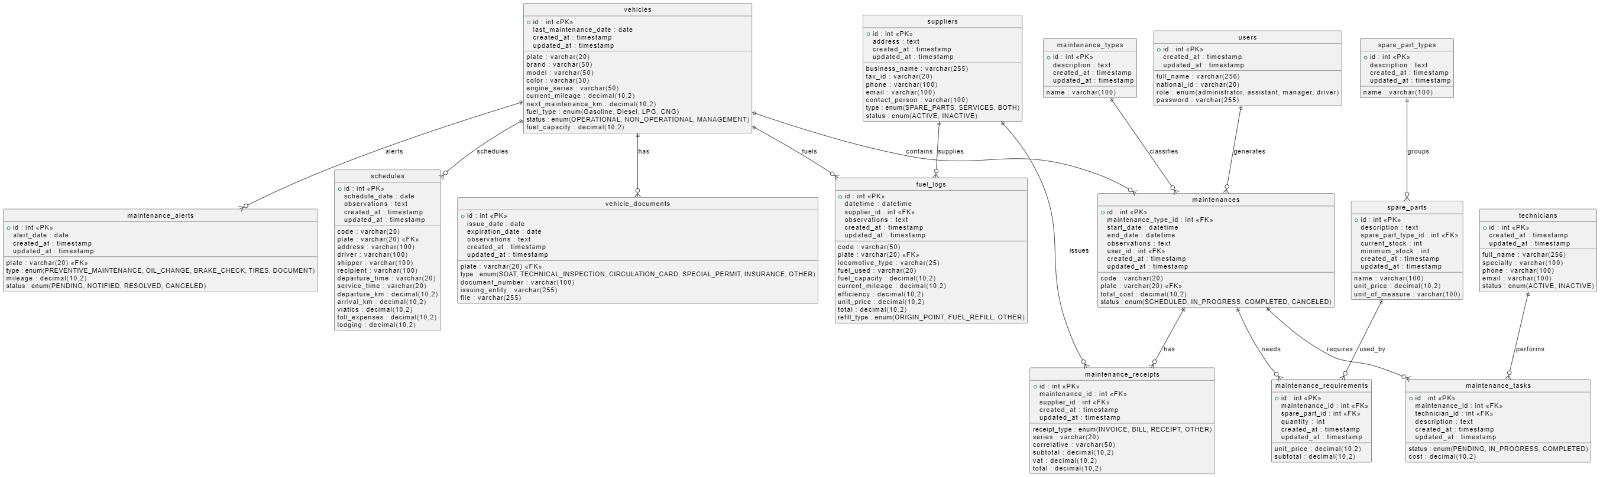 vehicles
id : int «PK»
last_maintenance_date : date
created_at : timestamp
updated_at : timestamp
plate : varchar(20)
brand : varchar(50)
model : varchar(50)
color : varchar(30)
engine_series : varchar(50)
current_mileage : decimal(10,2)
next_maintenance_km : decimal(10,2)
fuel_type : enum(Gasoline, Diesel, LPG, CNG)
status : enum(OPERATIONAL, NON_OPERATIONAL, MANAGEMENT)
fuel_capacity : decimal(10,2)
suppliers
id : int «PK»
address : text
created_at : timestamp
updated_at : timestamp
business_name : varchar(255)
tax_id : varchar(20)
phone : varchar(100)
email : varchar(100)
contact_person : varchar(100)
type : enum(SPARE_PARTS, SERVICES, BOTH)
status : enum(ACTIVE, INACTIVE)
maintenance_types
id : int «PK»
description : text
created_at : timestamp
updated_at : timestamp
name : varchar(100)
users
id : int «PK»
created_at : timestamp
updated_at : timestamp
full_name : varchar(256)
national_id : varchar(20)
role : enum(administrator, assistant, manager, driver)
password : varchar(255)
spare_part_types
id : int «PK»
description : text
created_at : timestamp
updated_at : timestamp
name : varchar(100)
alerts
schedules
has
fuels
contains
supplies
issues
classifies
generates
groups
maintenance_alerts
id : int «PK»
alert_date : date
created_at : timestamp
updated_at : timestamp
plate : varchar(20) «FK»
type : enum(PREVENTIVE_MAINTENANCE, OIL_CHANGE, BRAKE_CHECK, TIRES, DOCUMENT)
mileage : decimal(10,2)
status : enum(PENDING, NOTIFIED, RESOLVED, CANCELED)
schedules
id : int «PK»
schedule_date : date
observations : text
created_at : timestamp
updated_at : timestamp
code : varchar(20)
plate : varchar(20) «FK»
address : varchar(100)
driver : varchar(100)
shipper : varchar(100)
recipient : varchar(100)
departure_time : varchar(20)
service_time : varchar(20)
departure_km : decimal(10,2)
arrival_km : decimal(10,2)
viatics : decimal(10,2)
toll_expenses : decimal(10,2)
lodging : decimal(10,2)
vehicle_documents
id : int «PK»
issue_date : date
expiration_date : date
observations : text
created_at : timestamp
updated_at : timestamp
plate : varchar(20) «FK»
type : enum(SOAT, TECHNICAL_INSPECTION, CIRCULATION_CARD, SPECIAL_PERMIT, INSURANCE, OTHER)
document_number : varchar(100)
issuing_entity : varchar(255)
file : varchar(255)
fuel_logs
id : int «PK»
datetime : datetime
supplier_id : int «FK»
observations : text
created_at : timestamp
updated_at : timestamp
code : varchar(50)
plate : varchar(20) «FK»
locomotive_type : varchar(25)
fuel_used : varchar(20)
fuel_capacity : decimal(10,2)
current_mileage : decimal(10,2)
efficiency : decimal(10,2)
unit_price : decimal(10,2)
total : decimal(10,2)
refill_type : enum(ORIGIN_POINT, FUEL_REFILL, OTHER)
maintenances
id : int «PK»
maintenance_type_id : int «FK»
start_date : datetime
end_date : datetime
observations : text
user_id : int «FK»
created_at : timestamp
updated_at : timestamp
code : varchar(20)
plate : varchar(20) «FK»
total_cost : decimal(10,2)
status : enum(SCHEDULED, IN_PROGRESS, COMPLETED, CANCELED)
spare_parts
id : int «PK»
description : text
spare_part_type_id : int «FK»
current_stock : int
minimum_stock : int
created_at : timestamp
updated_at : timestamp
name : varchar(100)
unit_price : decimal(10,2)
unit_of_measure : varchar(100)
technicians
id : int «PK»
created_at : timestamp
updated_at : timestamp
full_name : varchar(256)
specialty : varchar(100)
phone : varchar(100)
email : varchar(100)
status : enum(ACTIVE, INACTIVE)
has
needs
requires
used_by
performs
maintenance_receipts
id : int «PK»
maintenance_id : int «FK»
supplier_id : int «FK»
created_at : timestamp
updated_at : timestamp
receipt_type : enum(INVOICE, BILL, RECEIPT, OTHER)
series : varchar(20)
correlative : varchar(50)
subtotal : decimal(10,2)
vat : decimal(10,2)
total : decimal(10,2)
maintenance_requirements
id : int «PK»
maintenance_id : int «FK»
spare_part_id : int «FK»
quantity : int
created_at : timestamp
updated_at : timestamp
unit_price : decimal(10,2)
subtotal : decimal(10,2)
maintenance_tasks
id : int «PK»
maintenance_id : int «FK»
technician_id : int «FK»
description : text
created_at : timestamp
updated_at : timestamp
status : enum(PENDING, IN_PROGRESS, COMPLETED)
cost : decimal(10,2)